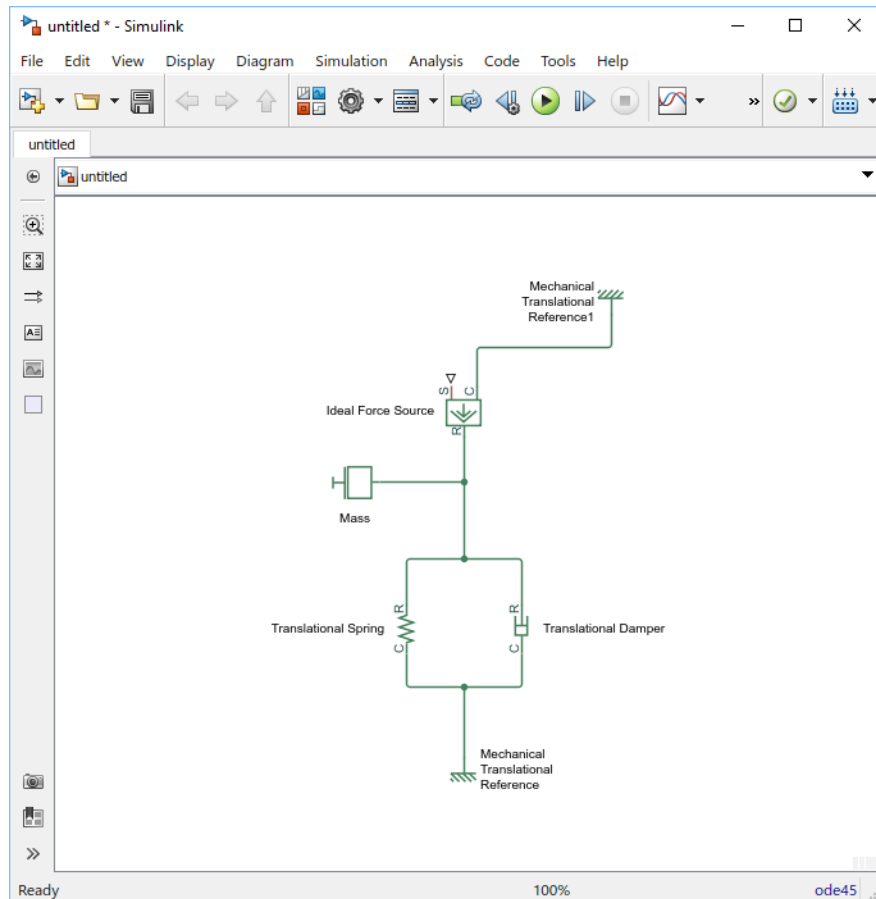 untitled * - Simulink
File Edit View Display Diagram Simulation Analysis Code Tools Help
untitled
untitled
Mechanical
Translational
Reference1
S
C
Ideal Force Source
R
Mass
R
R
Translational Spring
Translational Damper
C
C
Mechanical
Translational
Reference
Ready 100% ode45